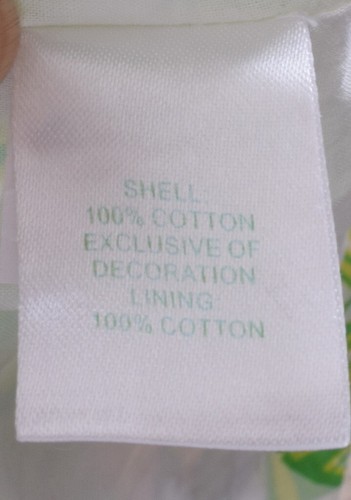 SHELL:
100% COTTON
EXCLUSIVE OF
DECORATION
LINING:
100% COTTON